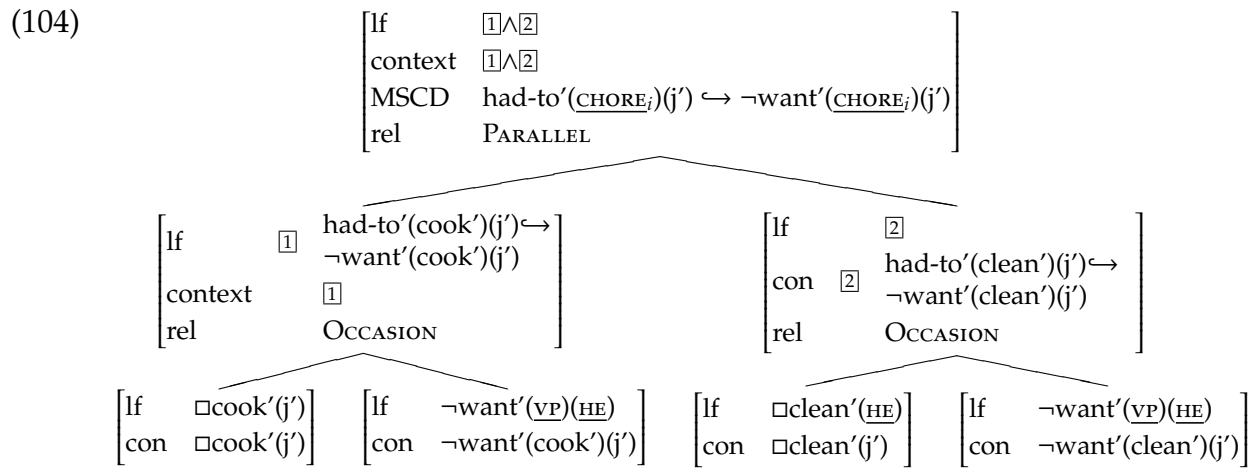 (104)
lf 1∧2
context 1∧2
MSCD had-to'(CHOREᵢ)(j') ↪ ¬want'(CHOREᵢ)(j')
rel PARALLEL
lf 1 had-to'(cook')(j')↪
¬want'(cook')(j')
context 1
rel OCCASION
lf 2
con 2 had-to'(clean')(j')↪
¬want'(clean')(j')
rel OCCASION
lf □cook'(j')
con □cook'(j')
lf ¬want'(VP)(HE)
con ¬want'(cook')(j')
lf □clean'(HE)
con □clean'(j')
lf ¬want'(VP)(HE)
con ¬want'(clean')(j')